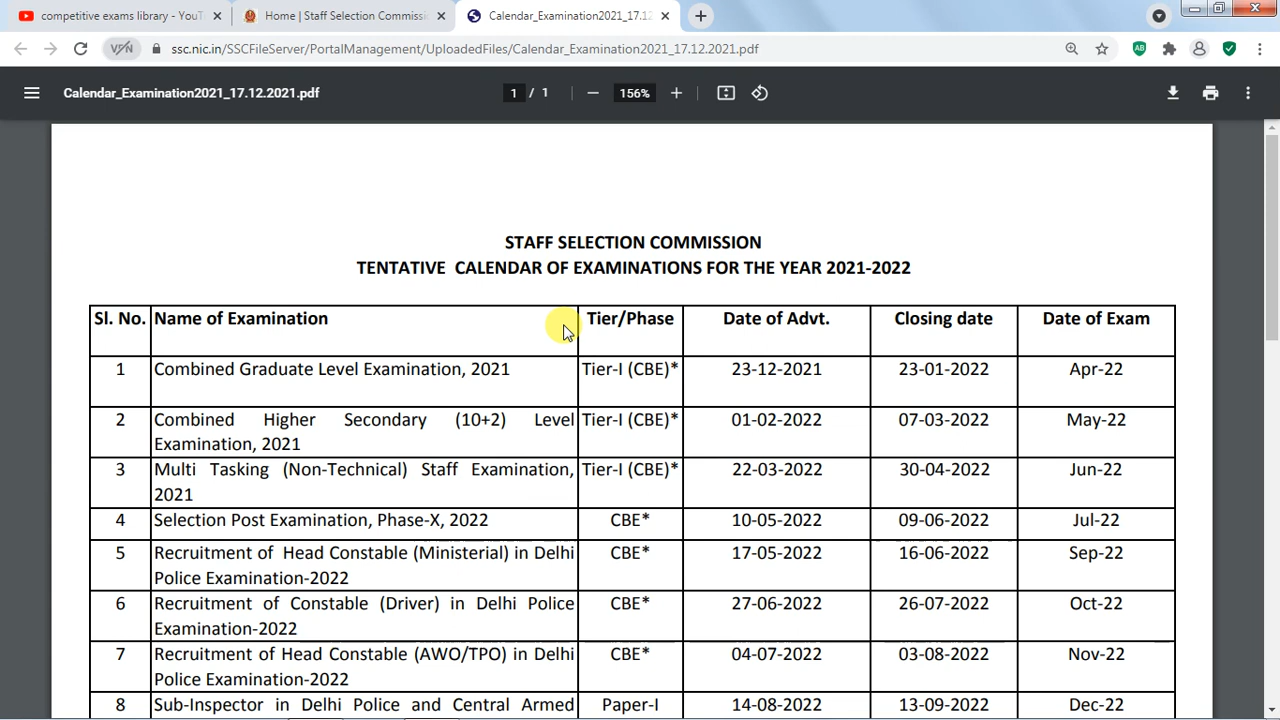 competitive exams library - YouT
Home | Staff Selection Commissi
Calendar_Examination2021_17.12
VPN
ssc.nic.in/SSCFileServer/PortalManagement/UploadedFiles/Calendar_Examination2021_17.12.2021.pdf
AB
Calendar_Examination2021_17.12.2021.pdf
1 / 1
156%
STAFF SELECTION COMMISSION
TENTATIVE CALENDAR OF EXAMINATIONS FOR THE YEAR 2021-2022
Sl. No. Name of Examination Tier/Phase Date of Advt. Closing date Date of Exam
1 Combined Graduate Level Examination, 2021 Tier-I (CBE)* 23-12-2021 23-01-2022 Apr-22
2 Combined Higher Secondary (10+2) Level Tier-I (CBE)* 01-02-2022 07-03-2022 May-22
Examination, 2021
3 Multi Tasking (Non-Technical) Staff Examination, Tier-I (CBE)* 22-03-2022 30-04-2022 Jun-22
2021
4 Selection Post Examination, Phase-X, 2022 CBE* 10-05-2022 09-06-2022 Jul-22
5 Recruitment of Head Constable (Ministerial) in Delhi CBE* 17-05-2022 16-06-2022 Sep-22
Police Examination-2022
6 Recruitment of Constable (Driver) in Delhi Police CBE* 27-06-2022 26-07-2022 Oct-22
Examination-2022
7 Recruitment of Head Constable (AWO/TPO) in Delhi CBE* 04-07-2022 03-08-2022 Nov-22
Police Examination-2022
8 Sub-Inspector in Delhi Police and Central Armed Paper-I 14-08-2022 13-09-2022 Dec-22